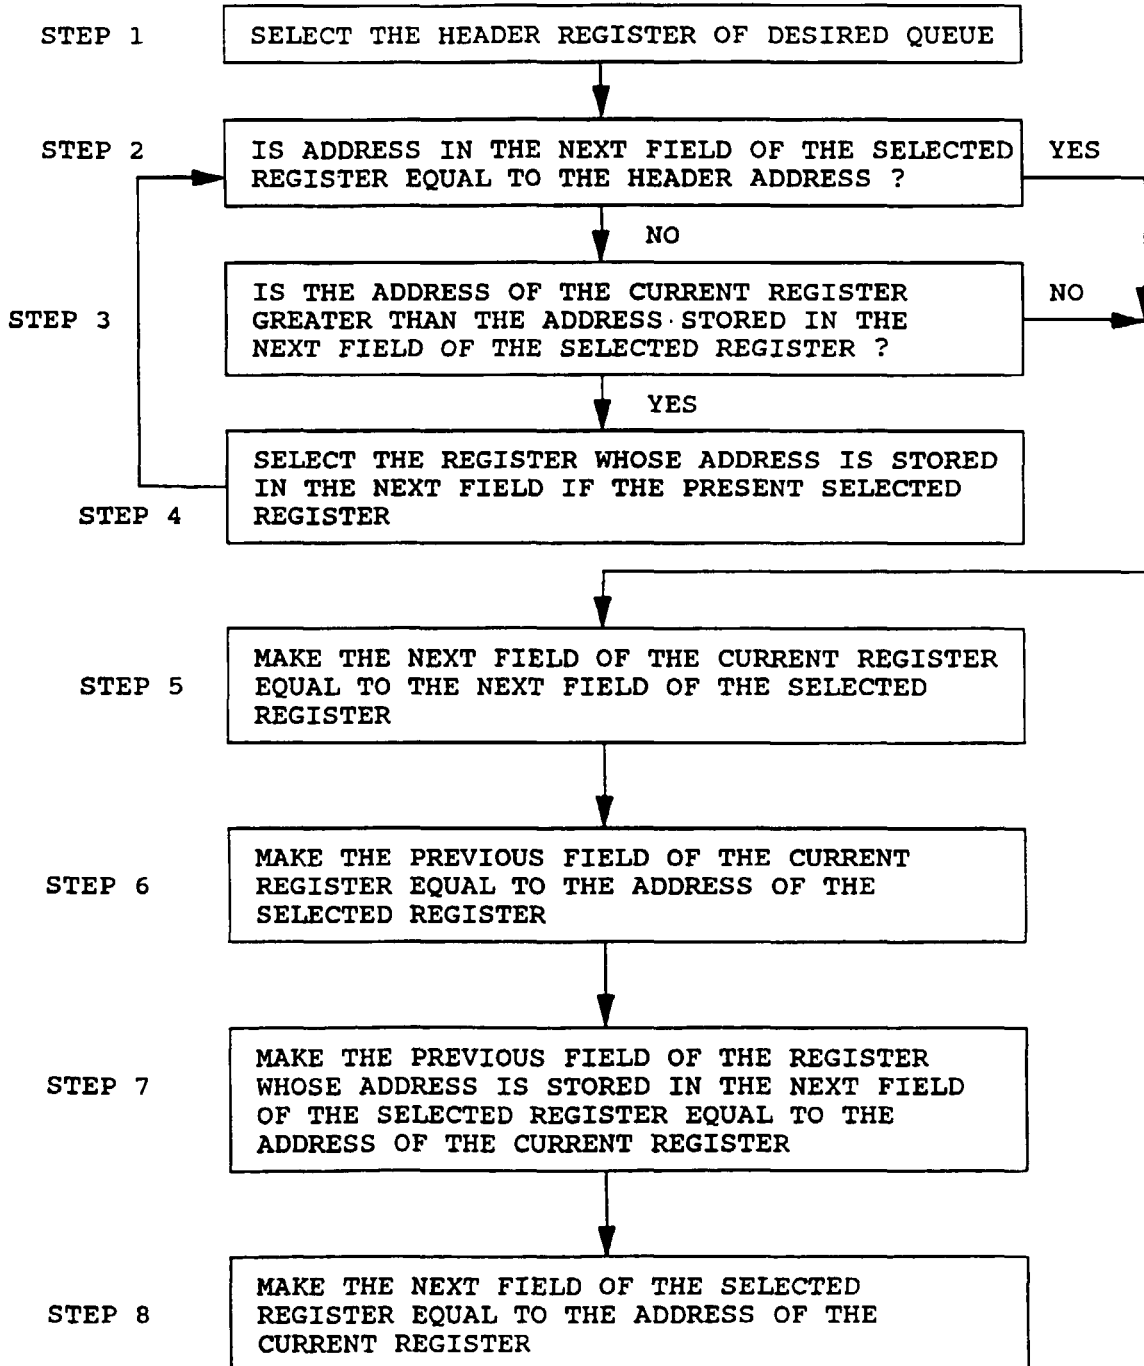 STEP 1
SELECT THE HEADER REGISTER OF DESIRED QUEUE
STEP 2
IS ADDRESS IN THE NEXT FIELD OF THE SELECTED
REGISTER EQUAL TO THE HEADER ADDRESS ?
YES
NO
STEP 3
IS THE ADDRESS OF THE CURRENT REGISTER
GREATER THAN THE ADDRESS STORED IN THE
NEXT FIELD OF THE SELECTED REGISTER ?
NO
YES
STEP 4
SELECT THE REGISTER WHOSE ADDRESS IS STORED
IN THE NEXT FIELD IF THE PRESENT SELECTED
REGISTER
STEP 5
MAKE THE NEXT FIELD OF THE CURRENT REGISTER
EQUAL TO THE NEXT FIELD OF THE SELECTED
REGISTER
STEP 6
MAKE THE PREVIOUS FIELD OF THE CURRENT
REGISTER EQUAL TO THE ADDRESS OF THE
SELECTED REGISTER
STEP 7
MAKE THE PREVIOUS FIELD OF THE REGISTER
WHOSE ADDRESS IS STORED IN THE NEXT FIELD
OF THE SELECTED REGISTER EQUAL TO THE
ADDRESS OF THE CURRENT REGISTER
STEP 8
MAKE THE NEXT FIELD OF THE SELECTED
REGISTER EQUAL TO THE ADDRESS OF THE
CURRENT REGISTER